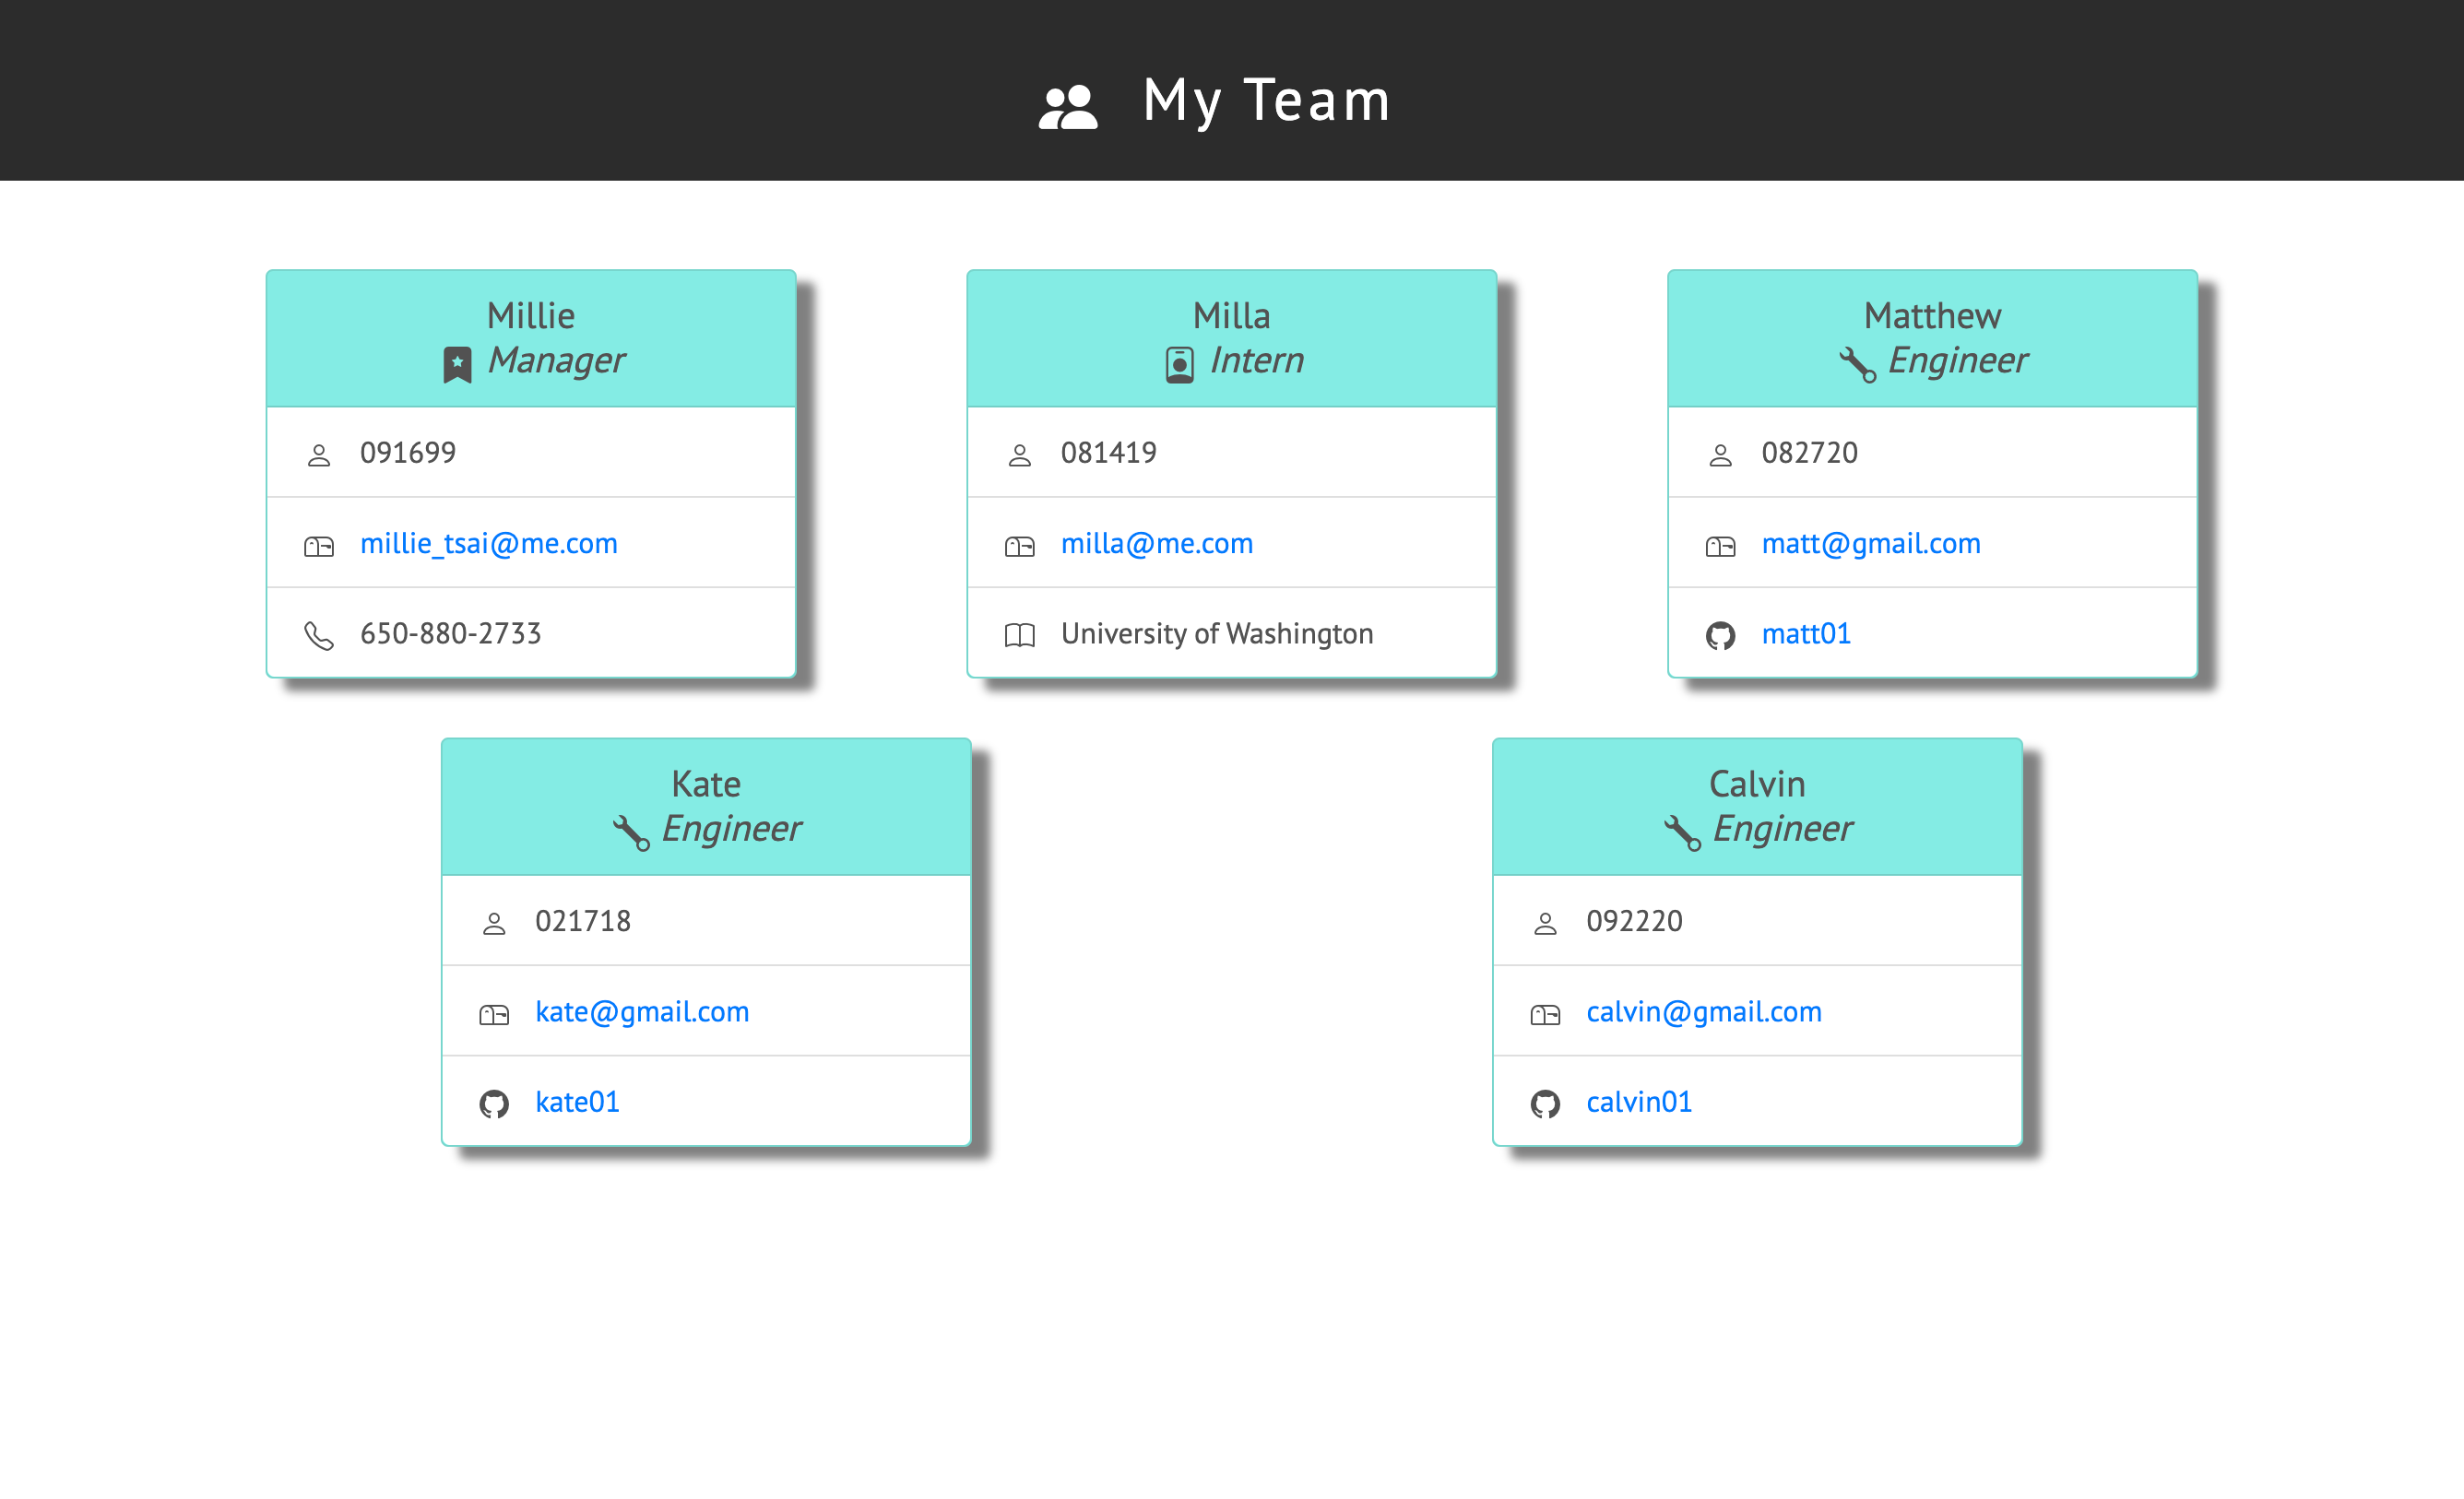 My Team
Millie
Manager
091699
millie_tsai@me.com
650-880-2733
Milla
Intern
081419
milla@me.com
University of Washington
Matthew
Engineer
082720
matt@gmail.com
matt01
Kate
Engineer
021718
kate@gmail.com
kate01
Calvin
Engineer
092220
calvin@gmail.com
calvin01